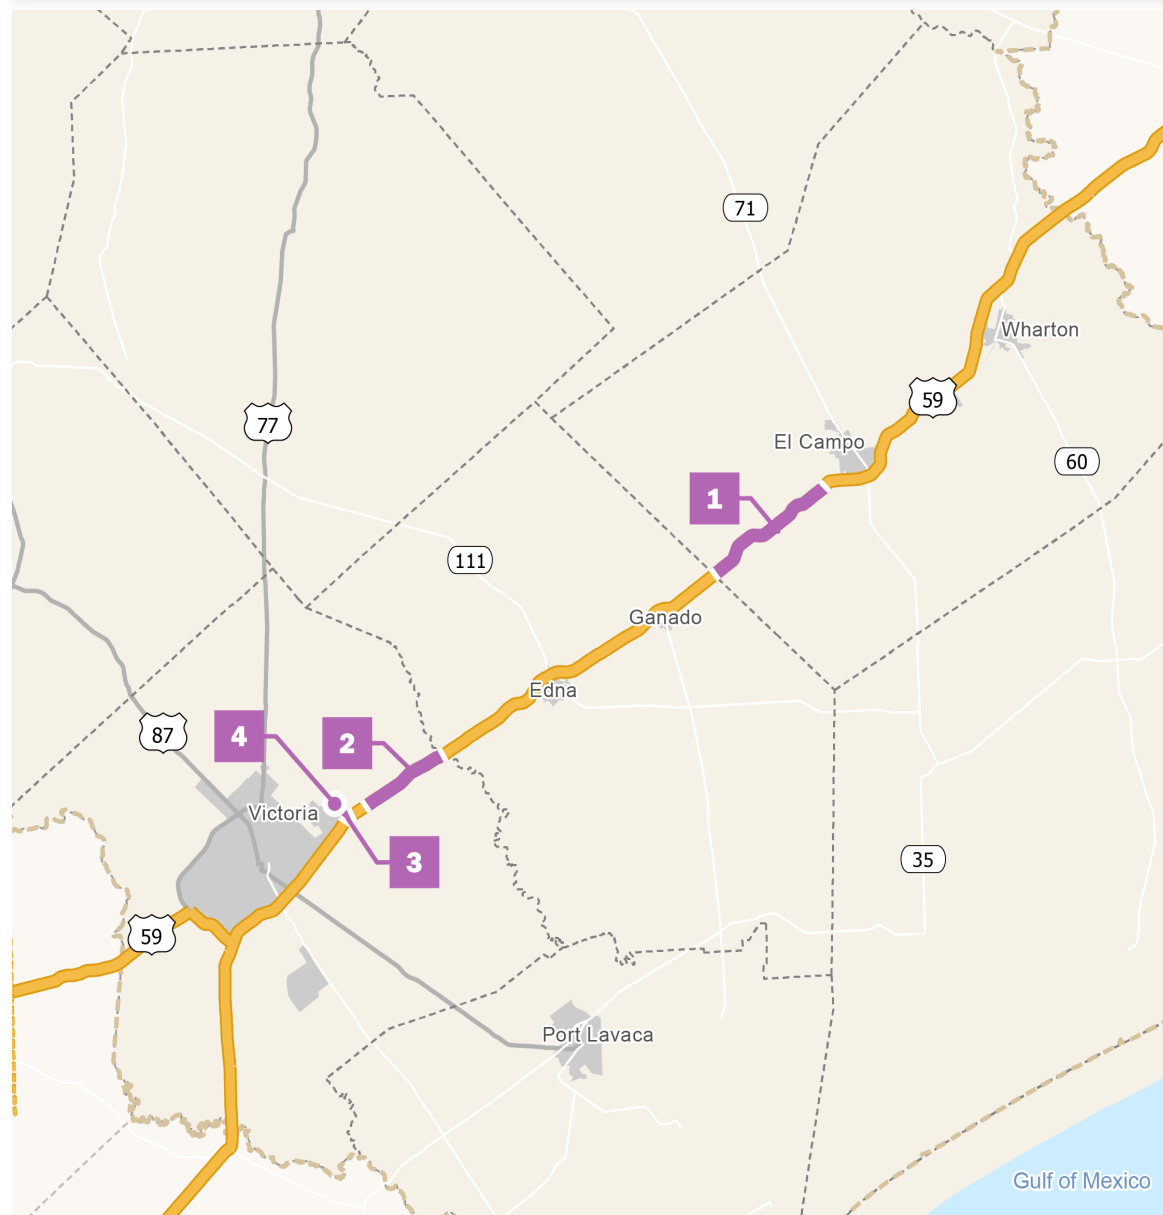 71
Wharton
59
77
El Campo
60
1
111
Ganado
Edna
87
4
2
Victoria
3
35
59
Port Lavaca
Gulf of Mexico